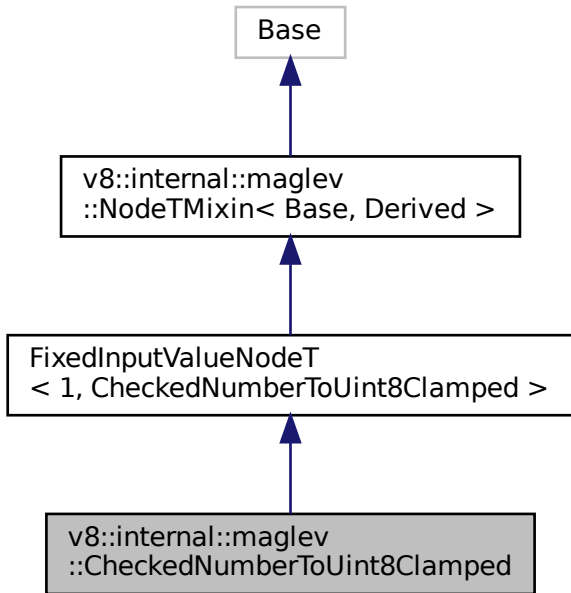 Base
v8::internal::maglev
::NodeTMixin< Base, Derived >
FixedInputValueNodeT
< 1, CheckedNumberToUint8Clamped >
v8::internal::maglev
::CheckedNumberToUint8Clamped